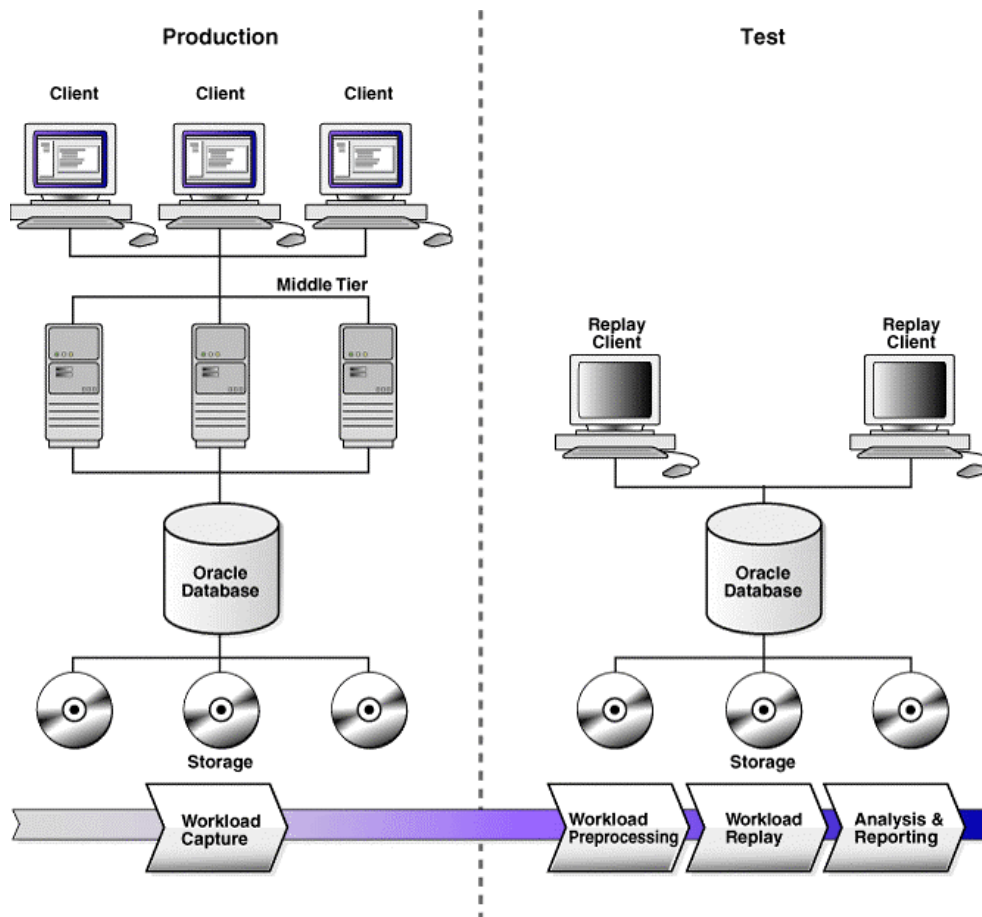 Production
Test
Client
Client
Client
Middle Tier
Replay
Client
Replay
Client
Oracle
Database
Oracle
Database
Storage
Storage
Workload
Capture
Workload
Preprocessing
Workload
Replay
Analysis &
Reporting